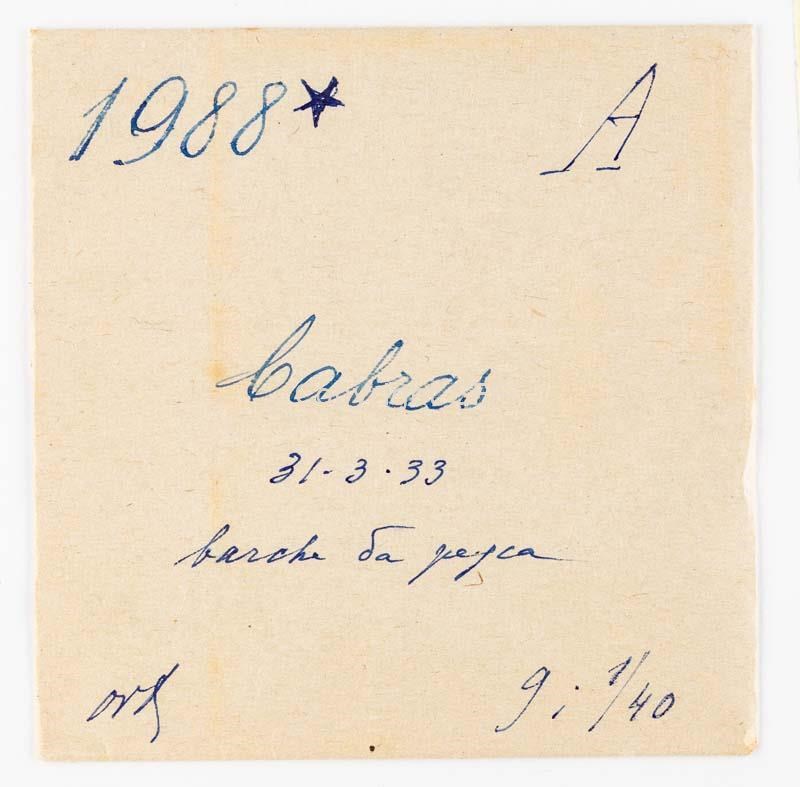 1988* A
Cabras
31-3.33
barche da pesca
9; 1/40